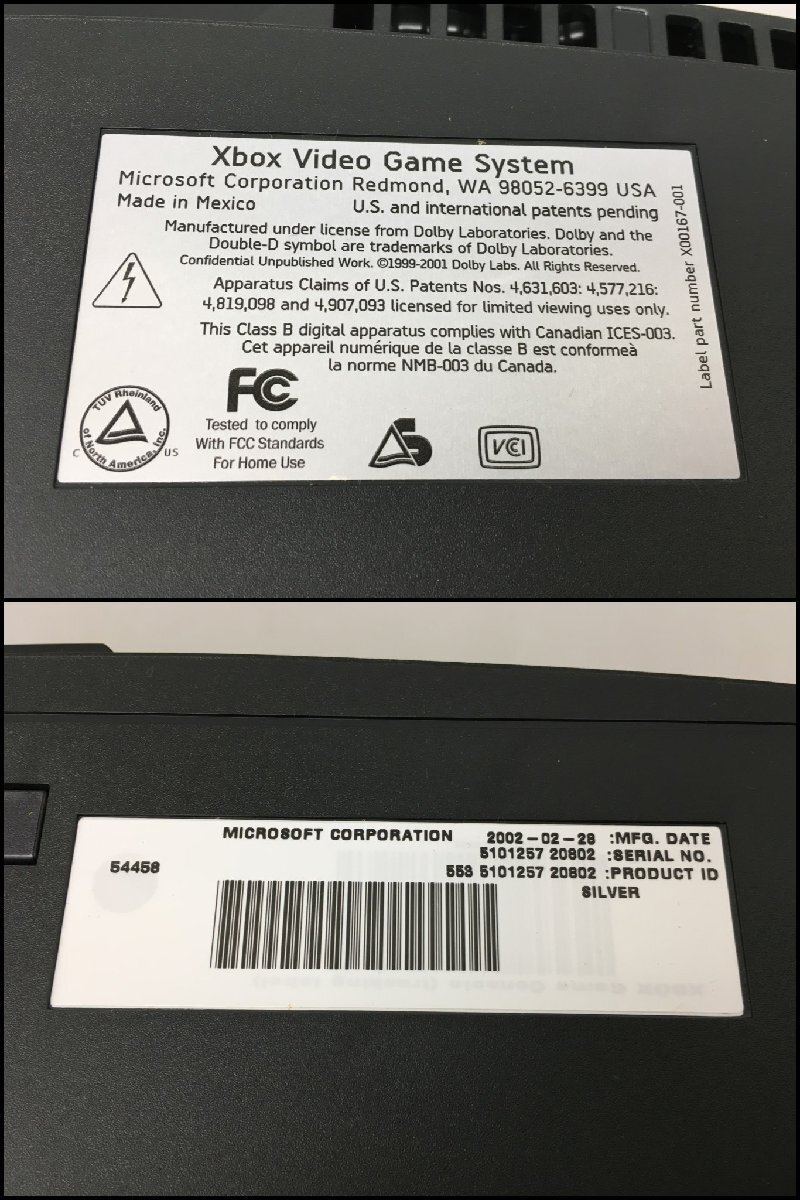 Xbox Video Game System
Microsoft Corporation Redmond, WA 98052-6399 USA
Made in Mexico
U.S. and international patents pending
Manufactured under license from Dolby Laboratories. Dolby and the
Double-D symbol are trademarks of Dolby Laboratories.
Confidential Unpublished Work. ©1999-2001 Dolby Labs. All Rights Reserved.
Apparatus Claims of U.S. Patents Nos. 4,631,603: 4,577,216:
4,819,098 and 4,907,093 licensed for limited viewing uses only.
This Class B digital apparatus complies with Canadian ICES-003.
Cet appareil numérique de la classe B est conformeà
la norme NMB-003 du Canada.
Label part number X00167-001
TUV Rheinland
of North America, Inc.
C US
FC
Tested to comply
With FCC Standards
For Home Use
S
VCI
MICROSOFT CORPORATION
2002-02-28 :MFG. DATE
5101257 20802 :SERIAL NO.
553 5101257 20802 :PRODUCT ID
SILVER
54458